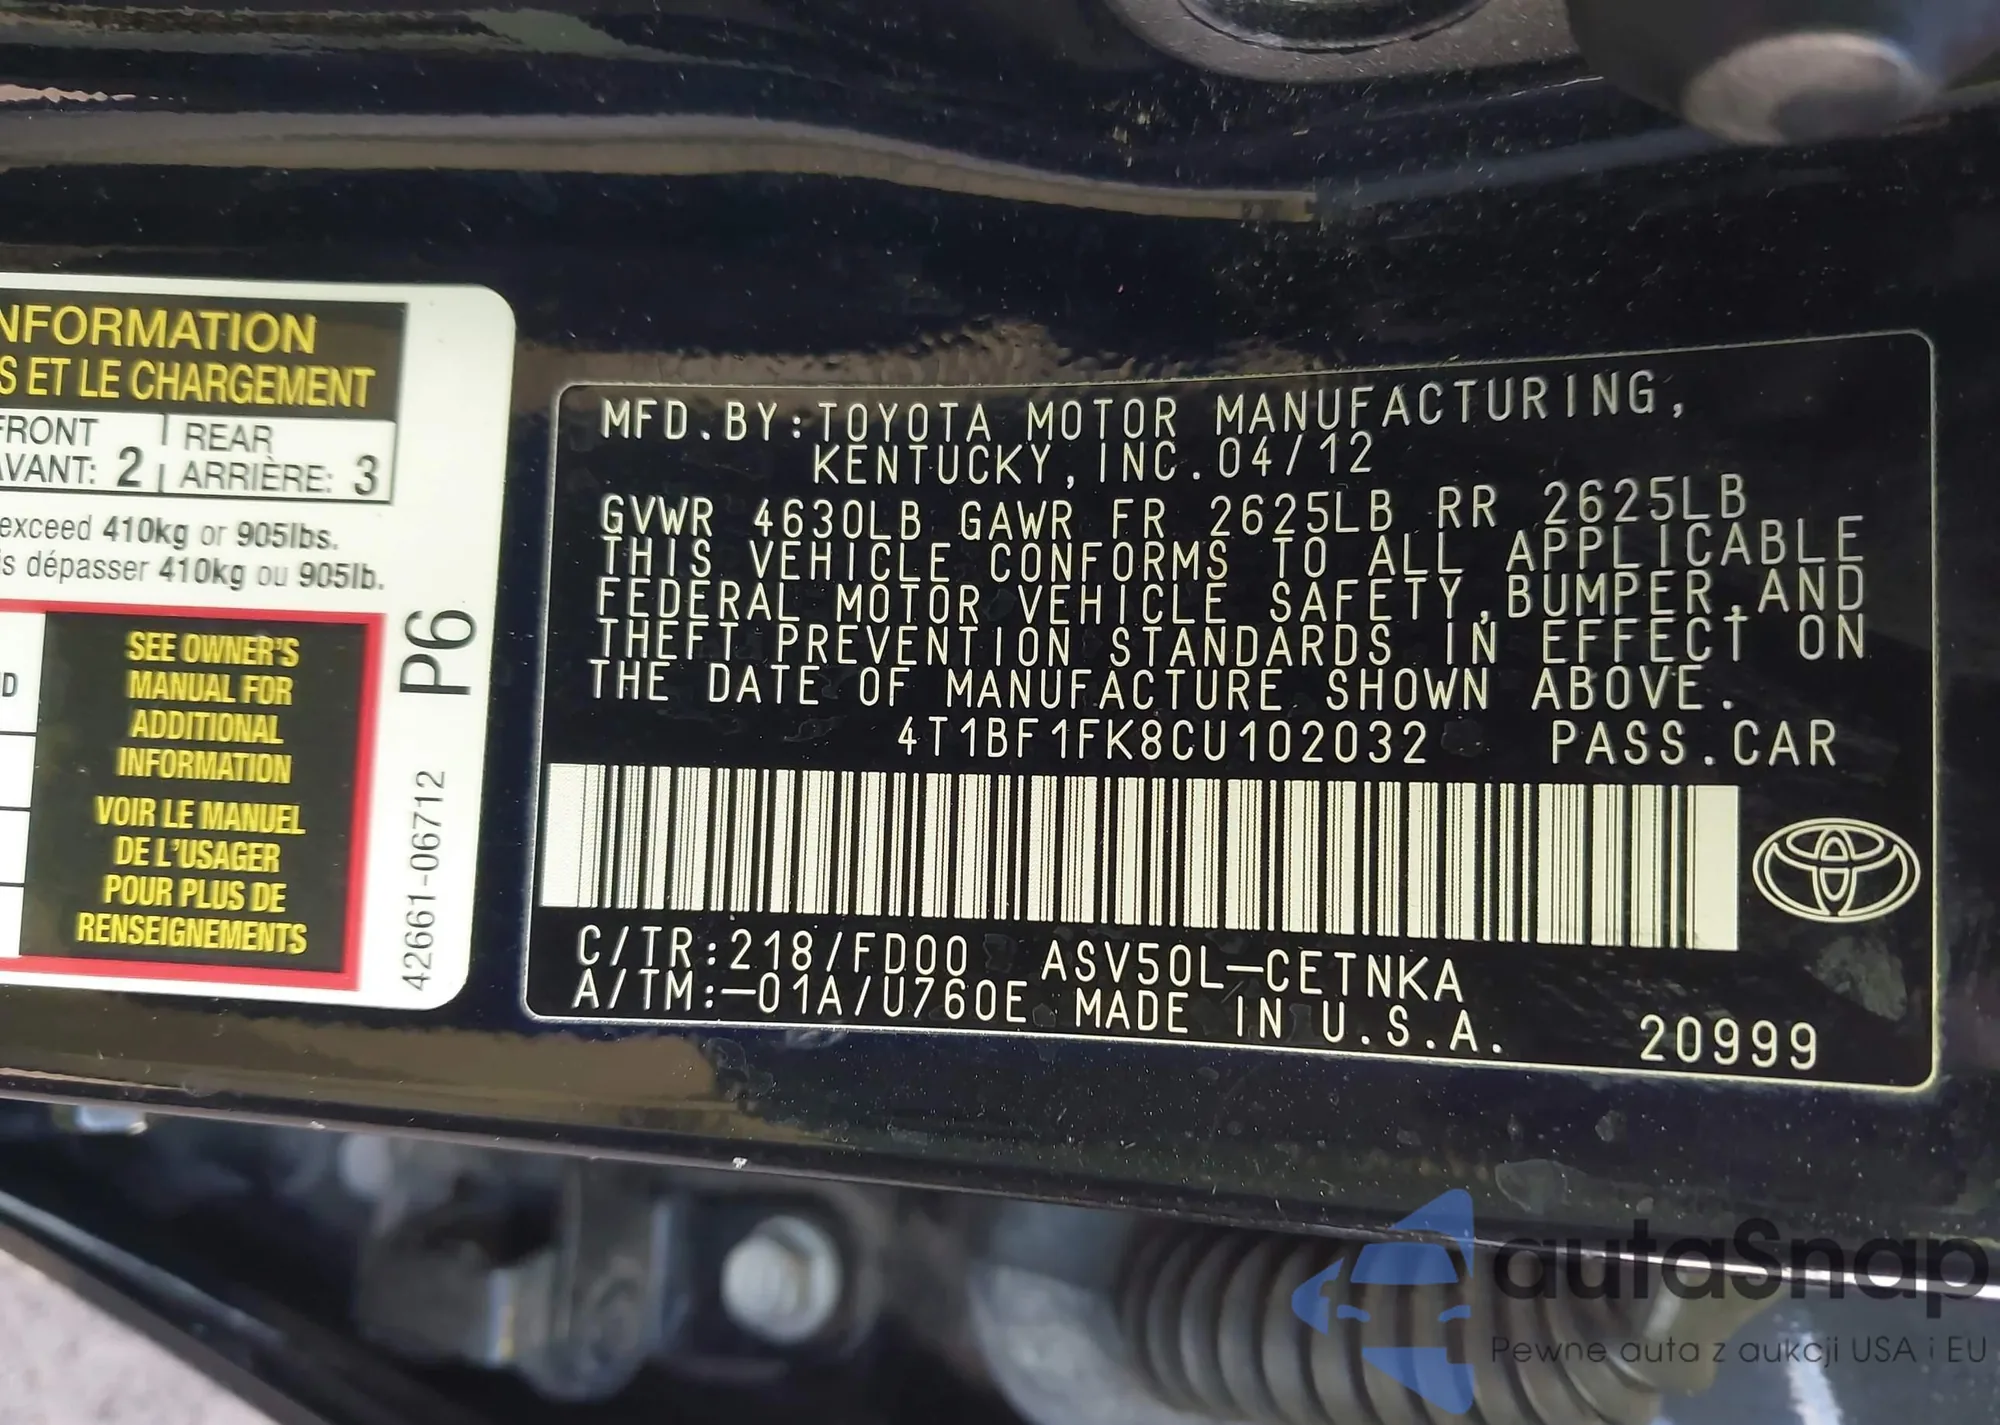 NFORMATION
S ET LE CHARGEMENT
FRONT
AVANT: 2
REAR
ARRIÈRE: 3
exceed 410kg or 905lbs.
is dépasser 410kg ou 905lb.
SEE OWNER'S
MANUAL FOR
ADDITIONAL
INFORMATION
VOIR LE MANUEL
DE L'USAGER
POUR PLUS DE
RENSEIGNEMENTS
P6
42661-06712
MFD.BY:TOYOTA MOTOR MANUFACTURING,
KENTUCKY,INC.04/12
GVWR 4630LB GAWR FR 2625LB RR 2625LB
THIS VEHICLE CONFORMS TO ALL APPLICABLE
FEDERAL MOTOR VEHICLE SAFETY,BUMPER,AND
THEFT PREVENTION STANDARDS IN EFFECT ON
THE DATE OF MANUFACTURE SHOWN ABOVE.
4T1BF1FK8CU102032 PASS.CAR
C/TR:218/FD00 ASV50L-CETNKA
A/TM:-01A/U760E MADE IN U.S.A.
20999
autaSnap
Pewne auta z aukcji USA i EU